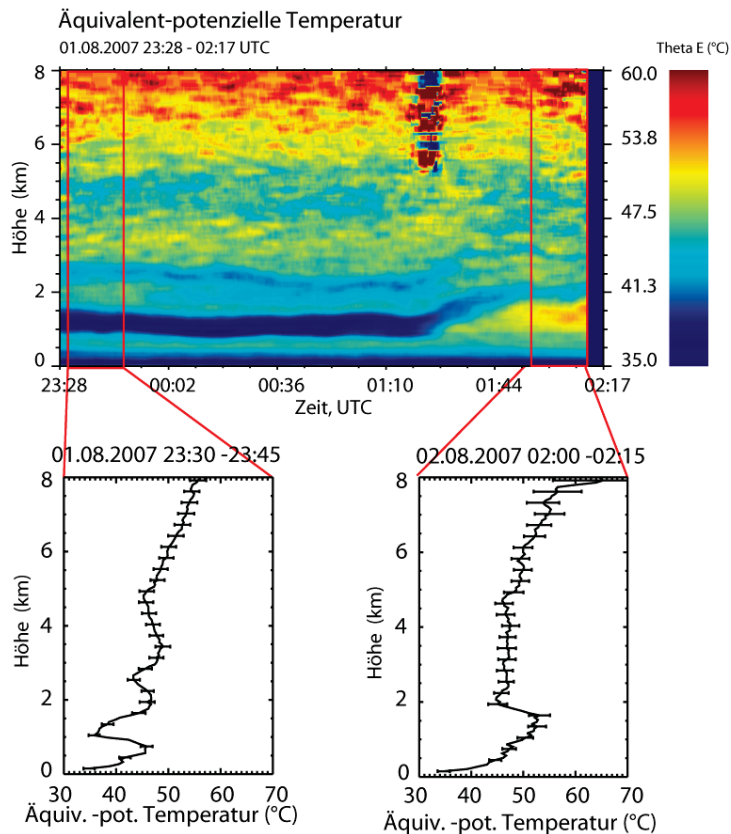 Äquivalent-potenzielle Temperatur
01.08.2007 23:28 - 02:17 UTC
Theta E (°C)
8
6
4
2
0
Höhe (km)
60.0
53.8
47.5
41.3
35.0
23:28 00:02 00:36 01:10 01:44 02:17
Zeit, UTC
01.08.2007 23:30 -23:45
8
6
4
2
0
Höhe (km)
30 40 50 60 70
Äquiv. -pot. Temperatur (°C)
02.08.2007 02:00 -02:15
8
6
4
2
0
Höhe (km)
30 40 50 60 70
Äquiv. -pot. Temperatur (°C)